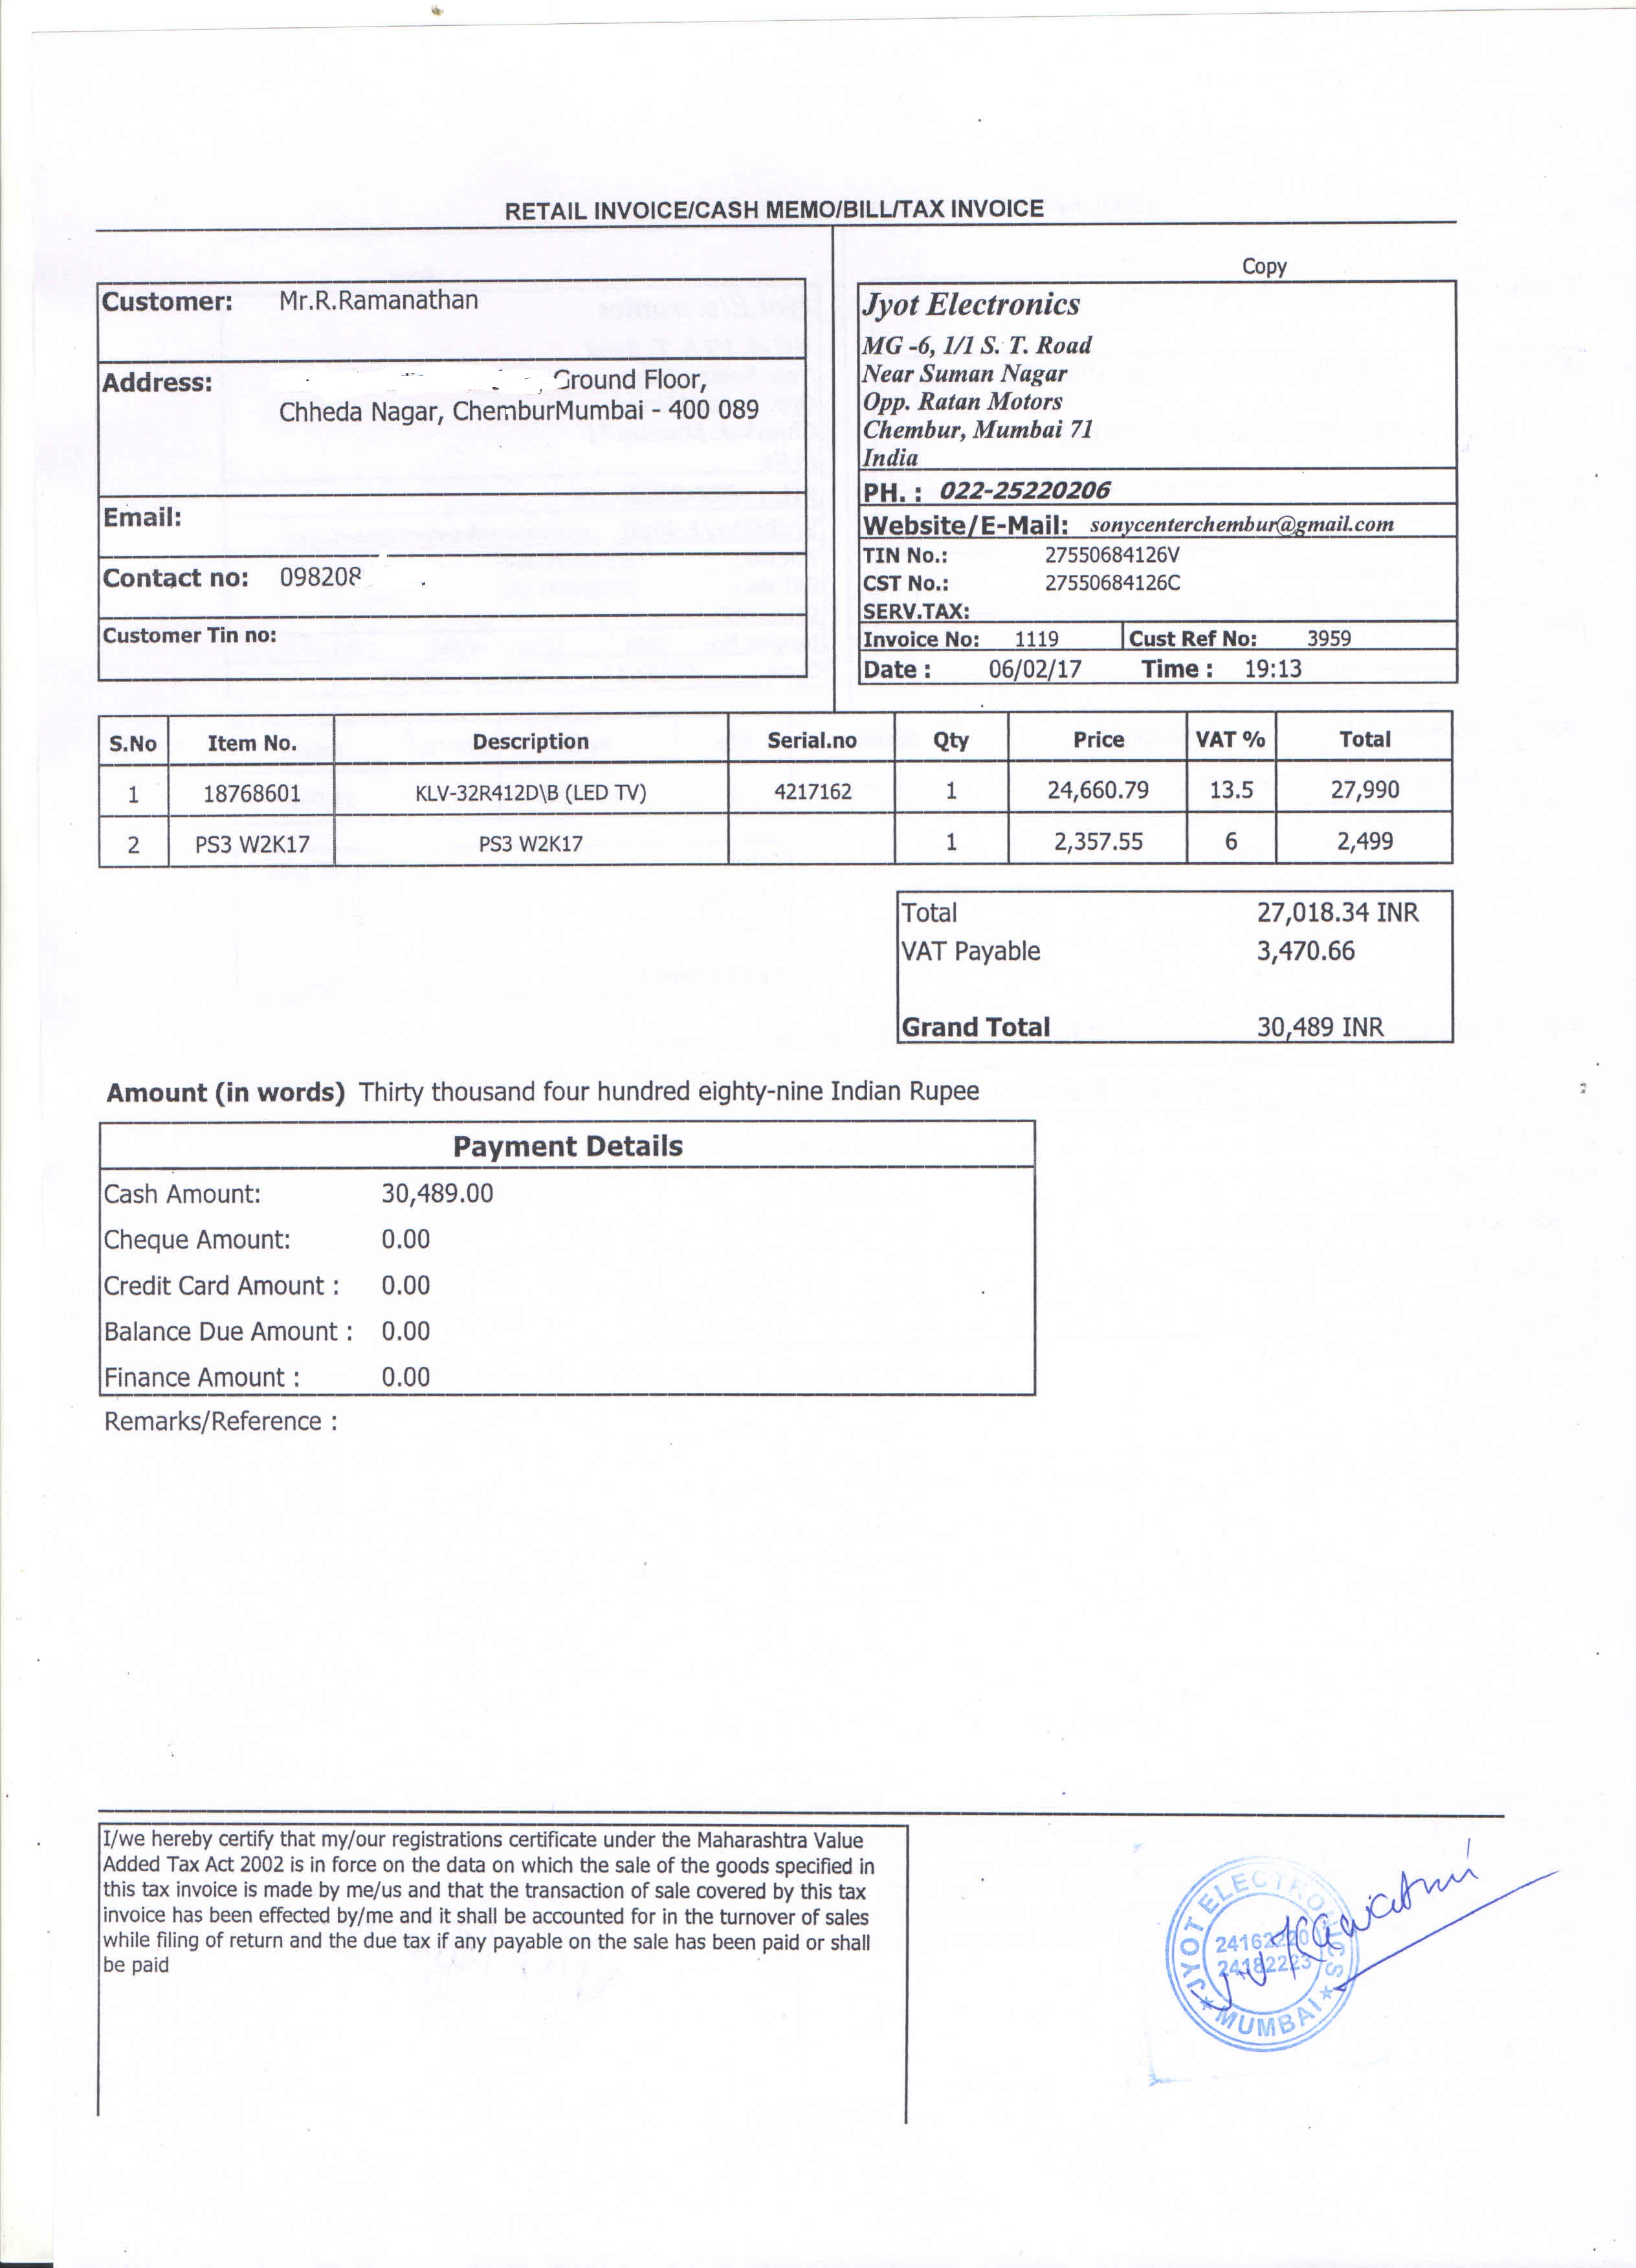 RETAIL INVOICE/CASH MEMO/BILL/TAX INVOICE
Copy
Customer: Mr.R.Ramanathan
Address: Ground Floor,
Chheda Nagar, ChemburMumbai - 400 089
Email:
Contact no: 098208
Customer Tin no:
Jyot Electronics
MG -6, 1/1 S. T. Road
Near Suman Nagar
Opp. Ratan Motors
Chembur, Mumbai 71
India
PH. : 022-25220206
Website/E-Mail: sonycenterchembur@gmail.com
TIN No.: 27550684126V
CST No.: 27550684126C
SERV.TAX:
Invoice No: 1119 Cust Ref No: 3959
Date : 06/02/17 Time : 19:13
S.No Item No. Description Serial.no Qty Price VAT % Total
1 18768601 KLV-32R412D\B (LED TV) 4217162 1 24,660.79 13.5 27,990
2 PS3 W2K17 PS3 W2K17 1 2,357.55 6 2,499
Total 27,018.34 INR
VAT Payable 3,470.66
Grand Total 30,489 INR
Amount (in words) Thirty thousand four hundred eighty-nine Indian Rupee
Payment Details
Cash Amount: 30,489.00
Cheque Amount: 0.00
Credit Card Amount : 0.00
Balance Due Amount : 0.00
Finance Amount : 0.00
Remarks/Reference :
I/we hereby certify that my/our registrations certificate under the Maharashtra Value
Added Tax Act 2002 is in force on the data on which the sale of the goods specified in
this tax invoice is made by me/us and that the transaction of sale covered by this tax
invoice has been effected by/me and it shall be accounted for in the turnover of sales
while filing of return and the due tax if any payable on the sale has been paid or shall
be paid
JYOT ELECTRONICS
24162220
24182223
MUMBAI